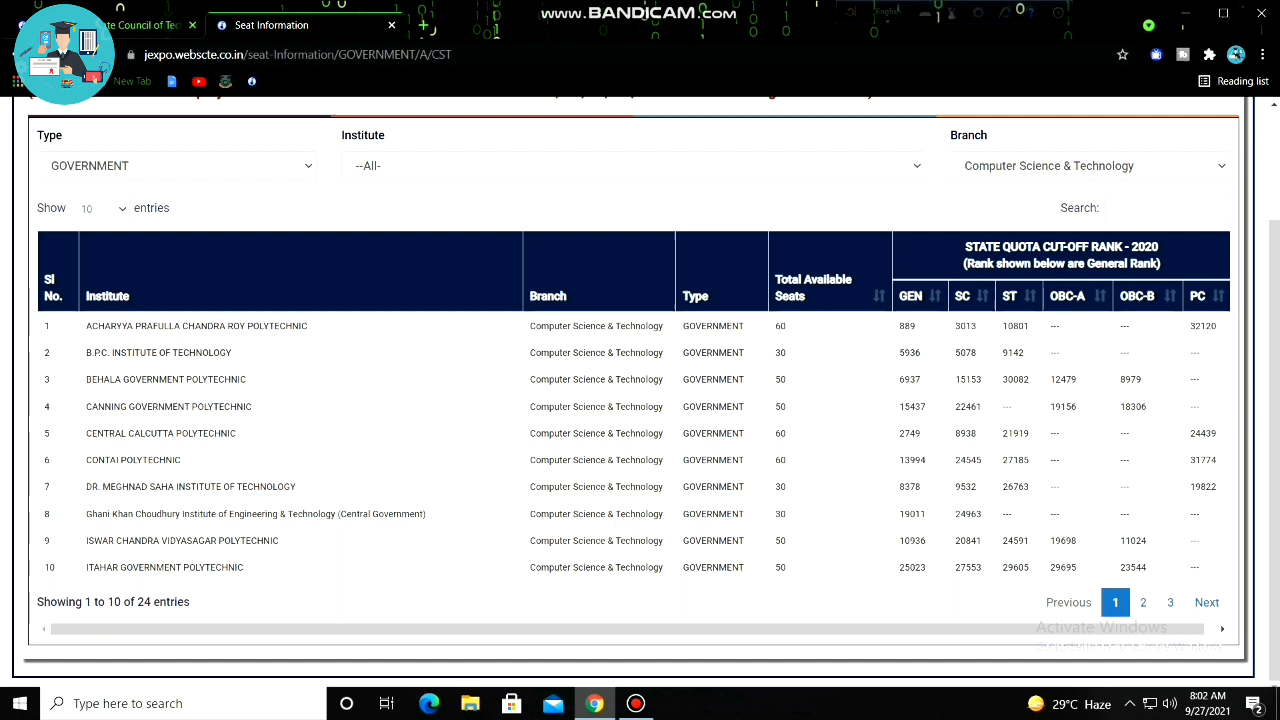 www.BANDICAM.com
English
te Council of Tec
Seat Information
jexpo.webscte.co.in/seat-Information/GOVERNMENT/A/CST
New Tab
Reading list
Type Institute Branch
GOVERNMENT --All- Computer Science & Technology
Show 10 entries Search:
STATE QUOTA CUT-OFF RANK - 2020
(Rank shown below are General Rank)
Sl No. Institute Branch Type Total Available Seats GEN SC ST OBC-A OBC-B PC
1 ACHARYYA PRAFULLA CHANDRA ROY POLYTECHNIC Computer Science & Technology GOVERNMENT 60 889 3013 10801 --- --- 32120
2 B.P.C. INSTITUTE OF TECHNOLOGY Computer Science & Technology GOVERNMENT 30 5936 5078 9142 --- --- ---
3 BEHALA GOVERNMENT POLYTECHNIC Computer Science & Technology GOVERNMENT 50 6937 15153 30082 12479 8979 ---
4 CANNING GOVERNMENT POLYTECHNIC Computer Science & Technology GOVERNMENT 50 15437 22461 --- 19156 18306 ---
5 CENTRAL CALCUTTA POLYTECHNIC Computer Science & Technology GOVERNMENT 60 2749 8938 21919 --- --- 24439
6 CONTAI POLYTECHNIC Computer Science & Technology GOVERNMENT 60 13994 24545 27185 --- --- 31774
7 DR. MEGHNAD SAHA INSTITUTE OF TECHNOLOGY Computer Science & Technology GOVERNMENT 30 8378 9532 26763 --- --- 19822
8 Ghani Khan Choudhury Institute of Engineering & Technology (Central Government) Computer Science & Technology GOVERNMENT 30 19011 24963 --- --- --- ---
9 ISWAR CHANDRA VIDYASAGAR POLYTECHNIC Computer Science & Technology GOVERNMENT 50 10936 20841 24591 19698 11024 ---
10 ITAHAR GOVERNMENT POLYTECHNIC Computer Science & Technology GOVERNMENT 50 25023 27553 29605 29695 23544 ---
Showing 1 to 10 of 24 entries Previous 1 2 3 Next
Activate Windows
Type here to search
29°C Haze
8:02 AM
9/27/2021
2